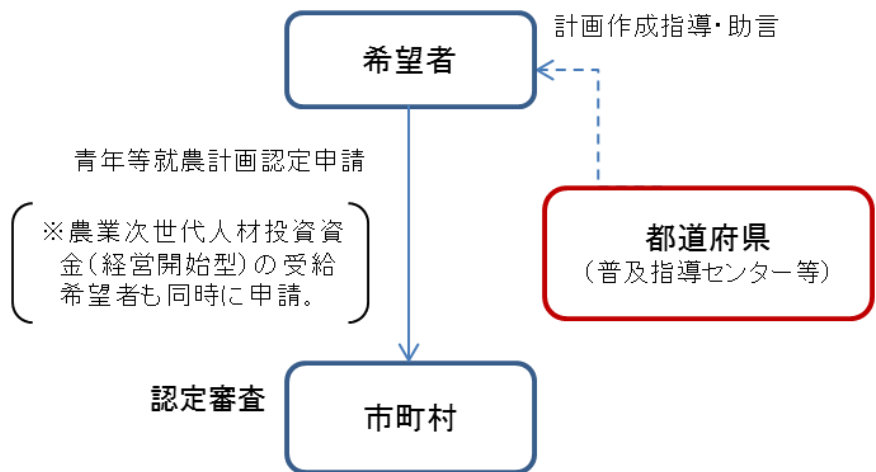 計画作成指導・助言
希望者
青年等就農計画認定申請
※農業次世代人材投資資
金(経営開始型)の受給
希望者も同時に申請。
都道府県
(普及指導センター等)
認定審査
市町村